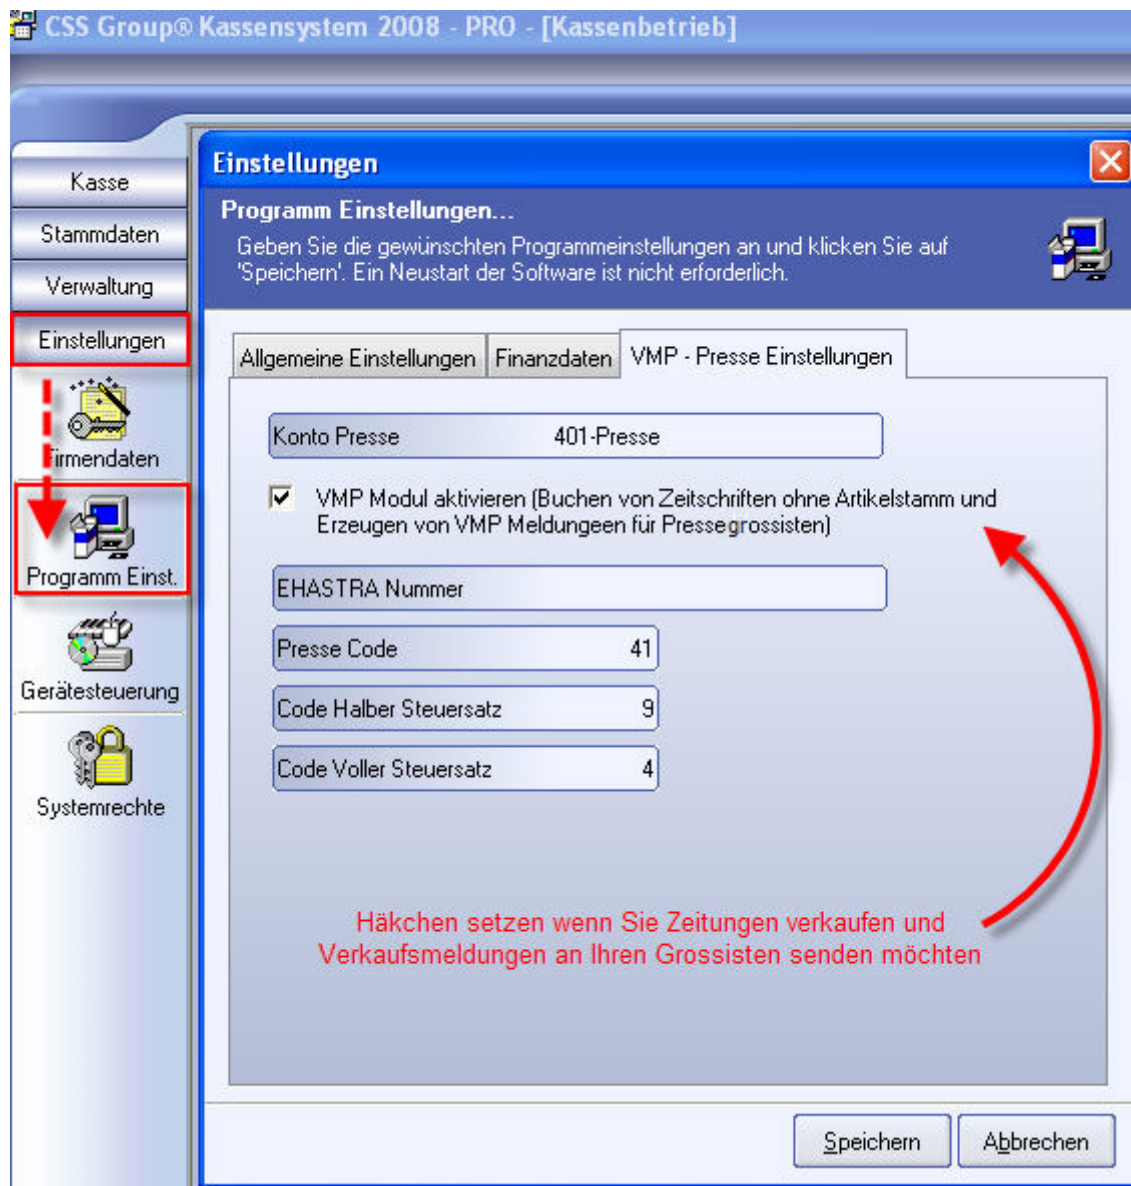 CSS Group® Kassensystem 2008 - PRO - [Kassenbetrieb]
Kasse
Stammdaten
Verwaltung
Einstellungen
Firmendaten
Programm Einst.
Gerätesteuerung
Systemrechte
Einstellungen
Programm Einstellungen...
Geben Sie die gewünschten Programmeinstellungen an und klicken Sie auf
'Speichern'. Ein Neustart der Software ist nicht erforderlich.
Allgemeine Einstellungen Finanzdaten VMP - Presse Einstellungen
Konto Presse 401-Presse
VMP Modul aktivieren (Buchen von Zeitschriften ohne Artikelstamm und
Erzeugen von VMP Meldungeen für Pressegrossisten)
EHASTRA Nummer
Presse Code 41
Code Halber Steuersatz 9
Code Voller Steuersatz 4
Häkchen setzen wenn Sie Zeitungen verkaufen und
Verkaufsmeldungen an Ihren Grossisten senden möchten
Speichern Abbrechen